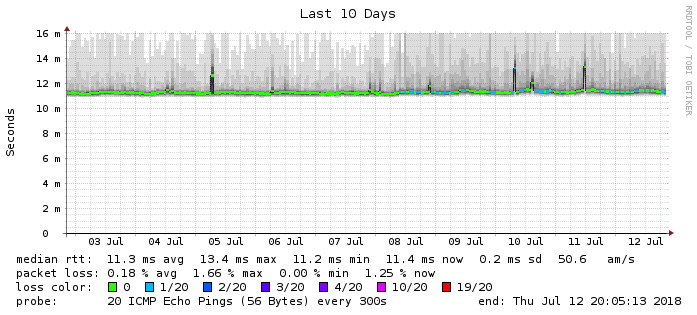 Last 10 Days
RRDTOOL / TOBI OETIKER
Seconds
16 m
14 m
12 m
10 m
8 m
6 m
4 m
2 m
0
03 Jul 04 Jul 05 Jul 06 Jul 07 Jul 08 Jul 09 Jul 10 Jul 11 Jul 12 Jul
median rtt: 11.3 ms avg 13.4 ms max 11.2 ms min 11.4 ms now 0.2 ms sd 50.6 am/s
packet loss: 0.18 % avg 1.66 % max 0.00 % min 1.25 % now
loss color: 0 1/20 2/20 3/20 4/20 10/20 19/20
probe: 20 ICMP Echo Pings (56 Bytes) every 300s end: Thu Jul 12 20:05:13 2018